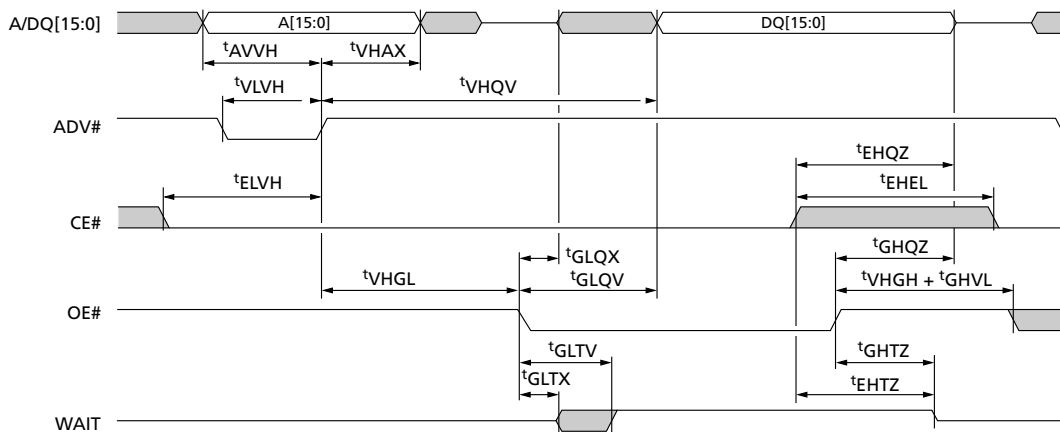 A/DQ[15:0]
A[15:0]
DQ[15:0]
tAVVH
tVHAX
tVLVH
tVHQV
ADV#
tEHQZ
tELVH
tEHEL
CE#
tGHQZ
tGLQX
tVHGL
tGLQV
tVHGH + tGHVL
OE#
tGLTV
tGHTZ
tGLTX
tEHTZ
WAIT